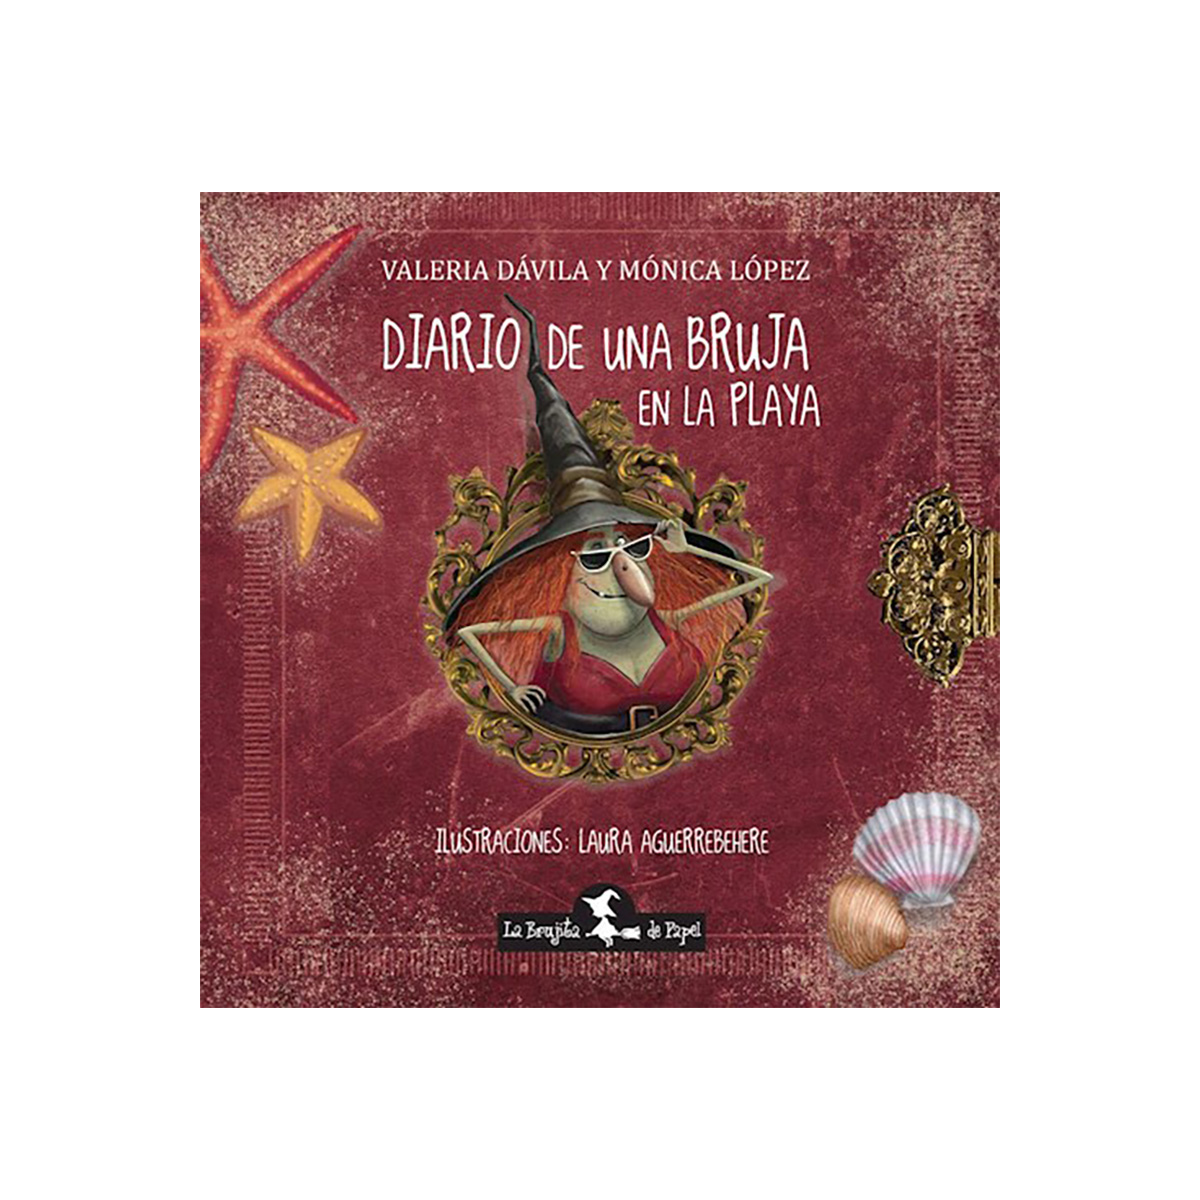 VALERIA DÁVILA Y MÓNICA LÓPEZ
DIARIO DE UNA BRUJA
EN LA PLAYA
ILUSTRACIONES: LAURA AGUERREBEHERE
La Brujita de Papel